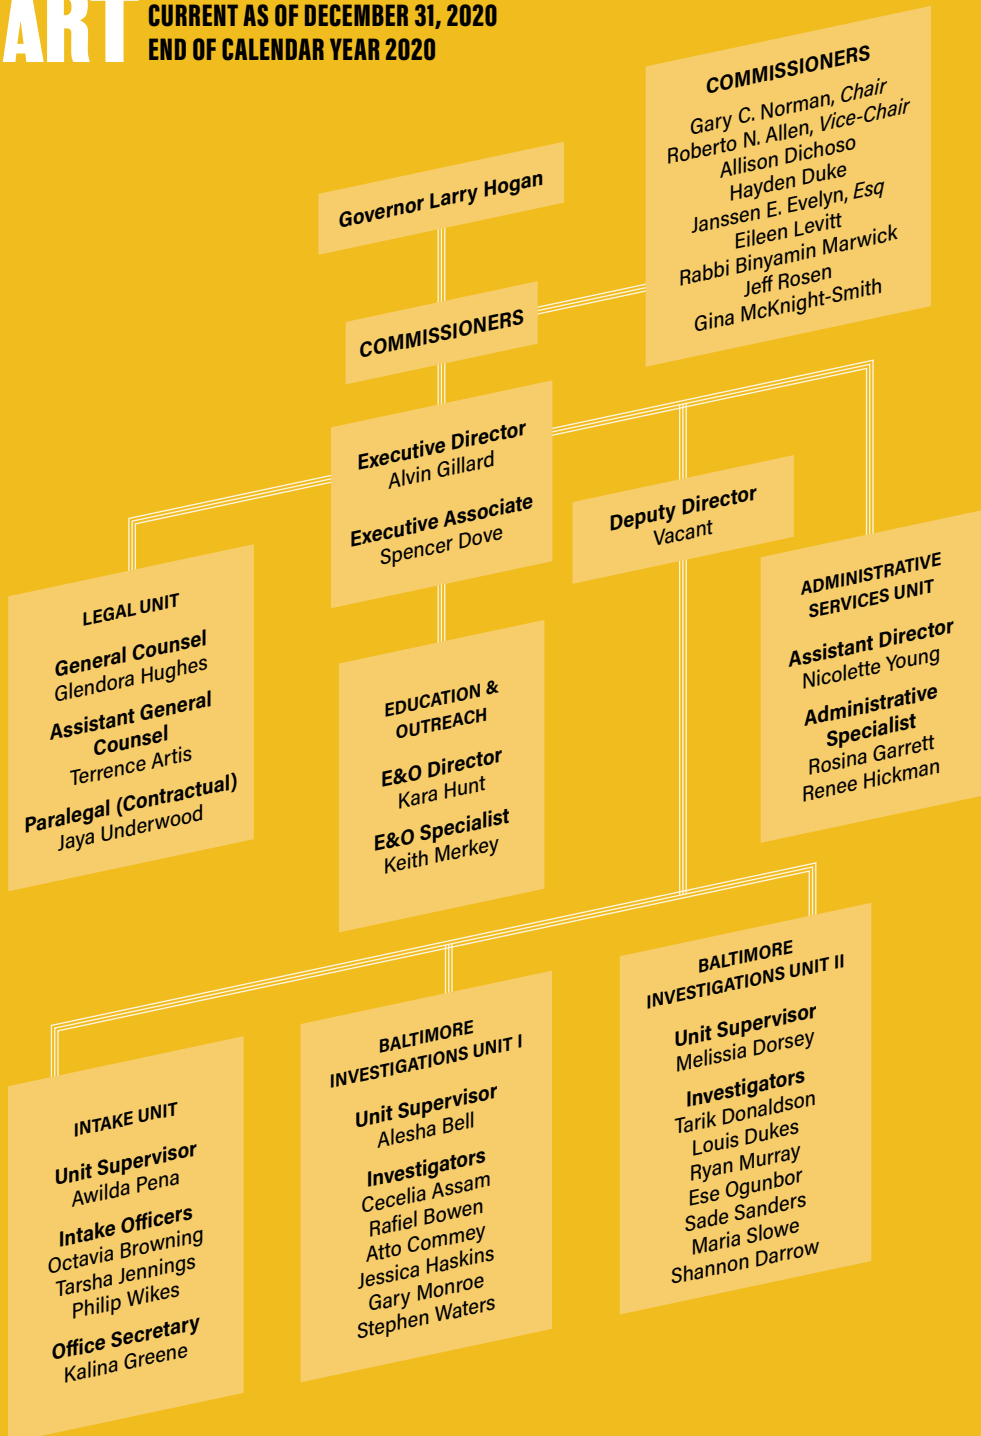 ART
CURRENT AS OF DECEMBER 31, 2020
END OF CALENDAR YEAR 2020
COMMISSIONERS
Gary C. Norman, Chair
Roberto N. Allen, Vice-Chair
Allison Dichoso
Hayden Duke
Janssen E. Evelyn, Esq
Eileen Levitt
Rabbi Binyamin Marwick
Jeff Rosen
Gina McKnight-Smith
Governor Larry Hogan
COMMISSIONERS
Executive Director
Alvin Gillard
Executive Associate
Spencer Dove
Deputy Director
Vacant
LEGAL UNIT
General Counsel
Glendora Hughes
Assistant General
Counsel
Terrence Artis
Paralegal (Contractual)
Jaya Underwood
EDUCATION &
OUTREACH
E&O Director
Kara Hunt
E&O Specialist
Keith Merkey
ADMINISTRATIVE
SERVICES UNIT
Assistant Director
Nicolette Young
Administrative
Specialist
Rosina Garrett
Renee Hickman
INTAKE UNIT
Unit Supervisor
Awilda Pena
Intake Officers
Octavia Browning
Tarsha Jennings
Philip Wikes
Office Secretary
Kalina Greene
BALTIMORE
INVESTIGATIONS UNIT I
Unit Supervisor
Alesha Bell
Investigators
Cecelia Assam
Rafiel Bowen
Atto Commey
Jessica Haskins
Gary Monroe
Stephen Waters
BALTIMORE
INVESTIGATIONS UNIT II
Unit Supervisor
Melissia Dorsey
Investigators
Tarik Donaldson
Louis Dukes
Ryan Murray
Ese Ogunbor
Sade Sanders
Maria Slowe
Shannon Darrow